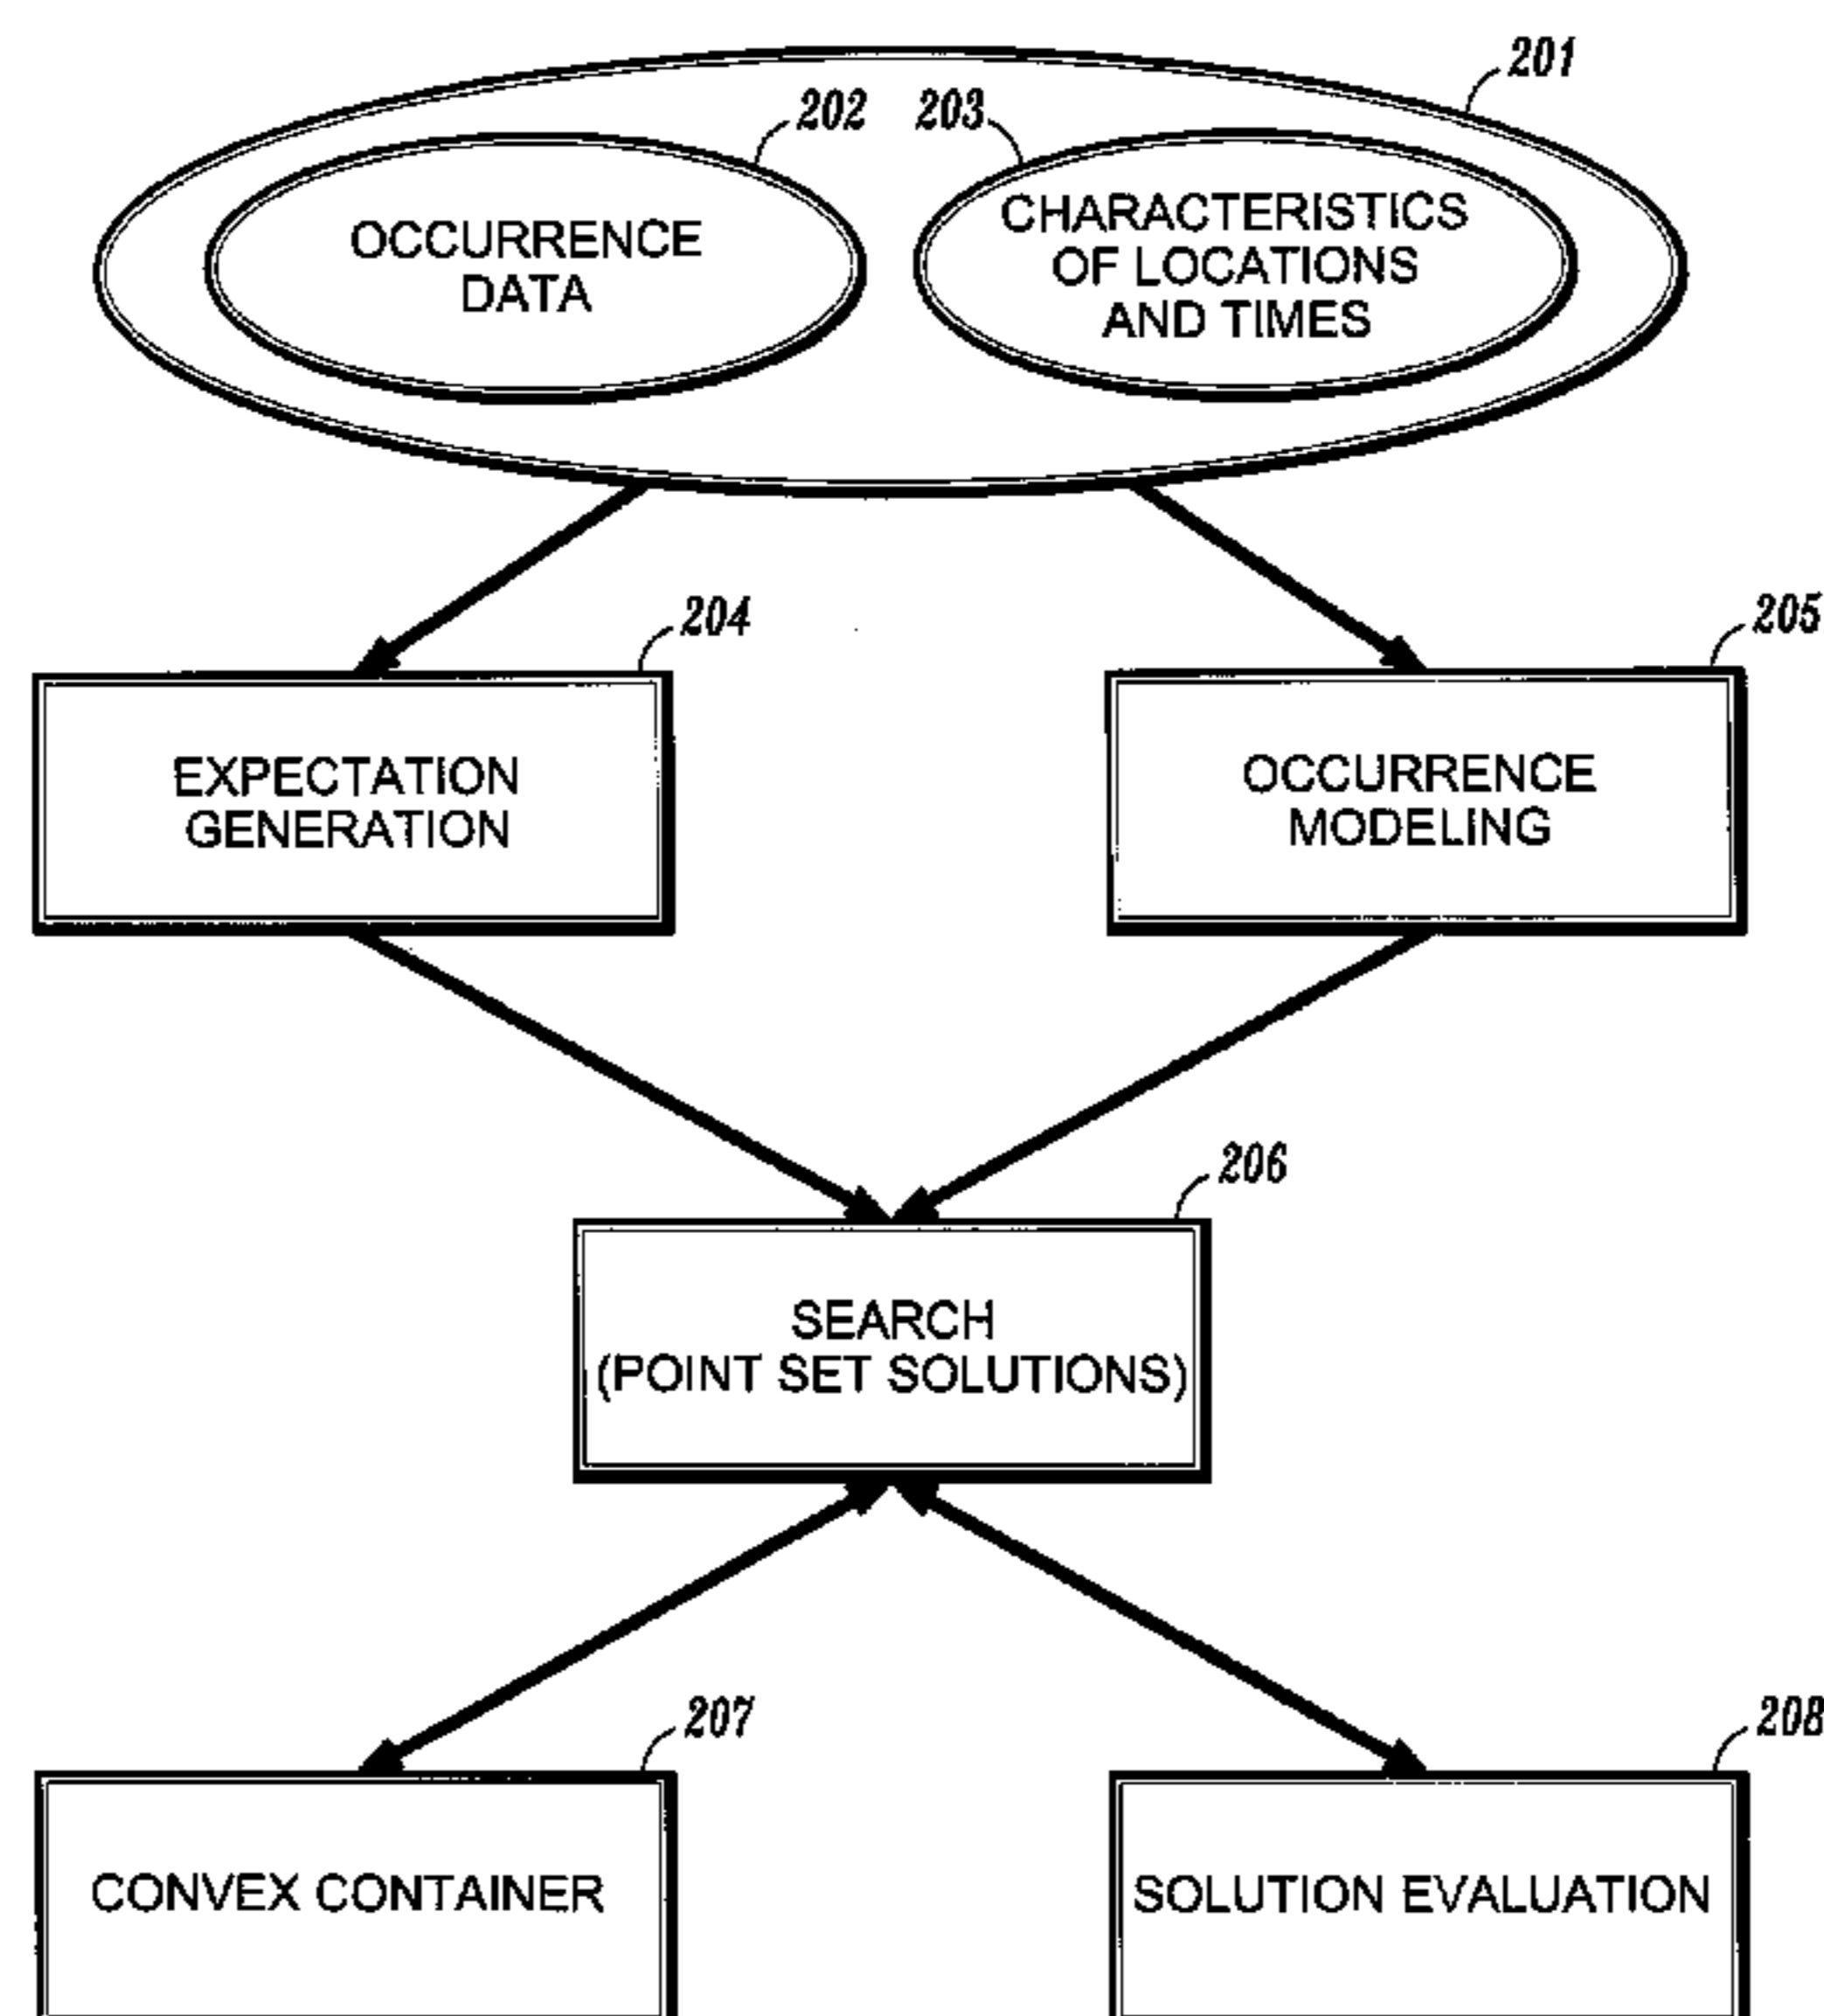 201
202
203
OCCURRENCE
DATA
CHARACTERISTICS
OF LOCATIONS
AND TIMES
204
205
EXPECTATION
GENERATION
OCCURRENCE
MODELING
206
SEARCH
(POINT SET SOLUTIONS)
207
208
CONVEX CONTAINER
SOLUTION EVALUATION